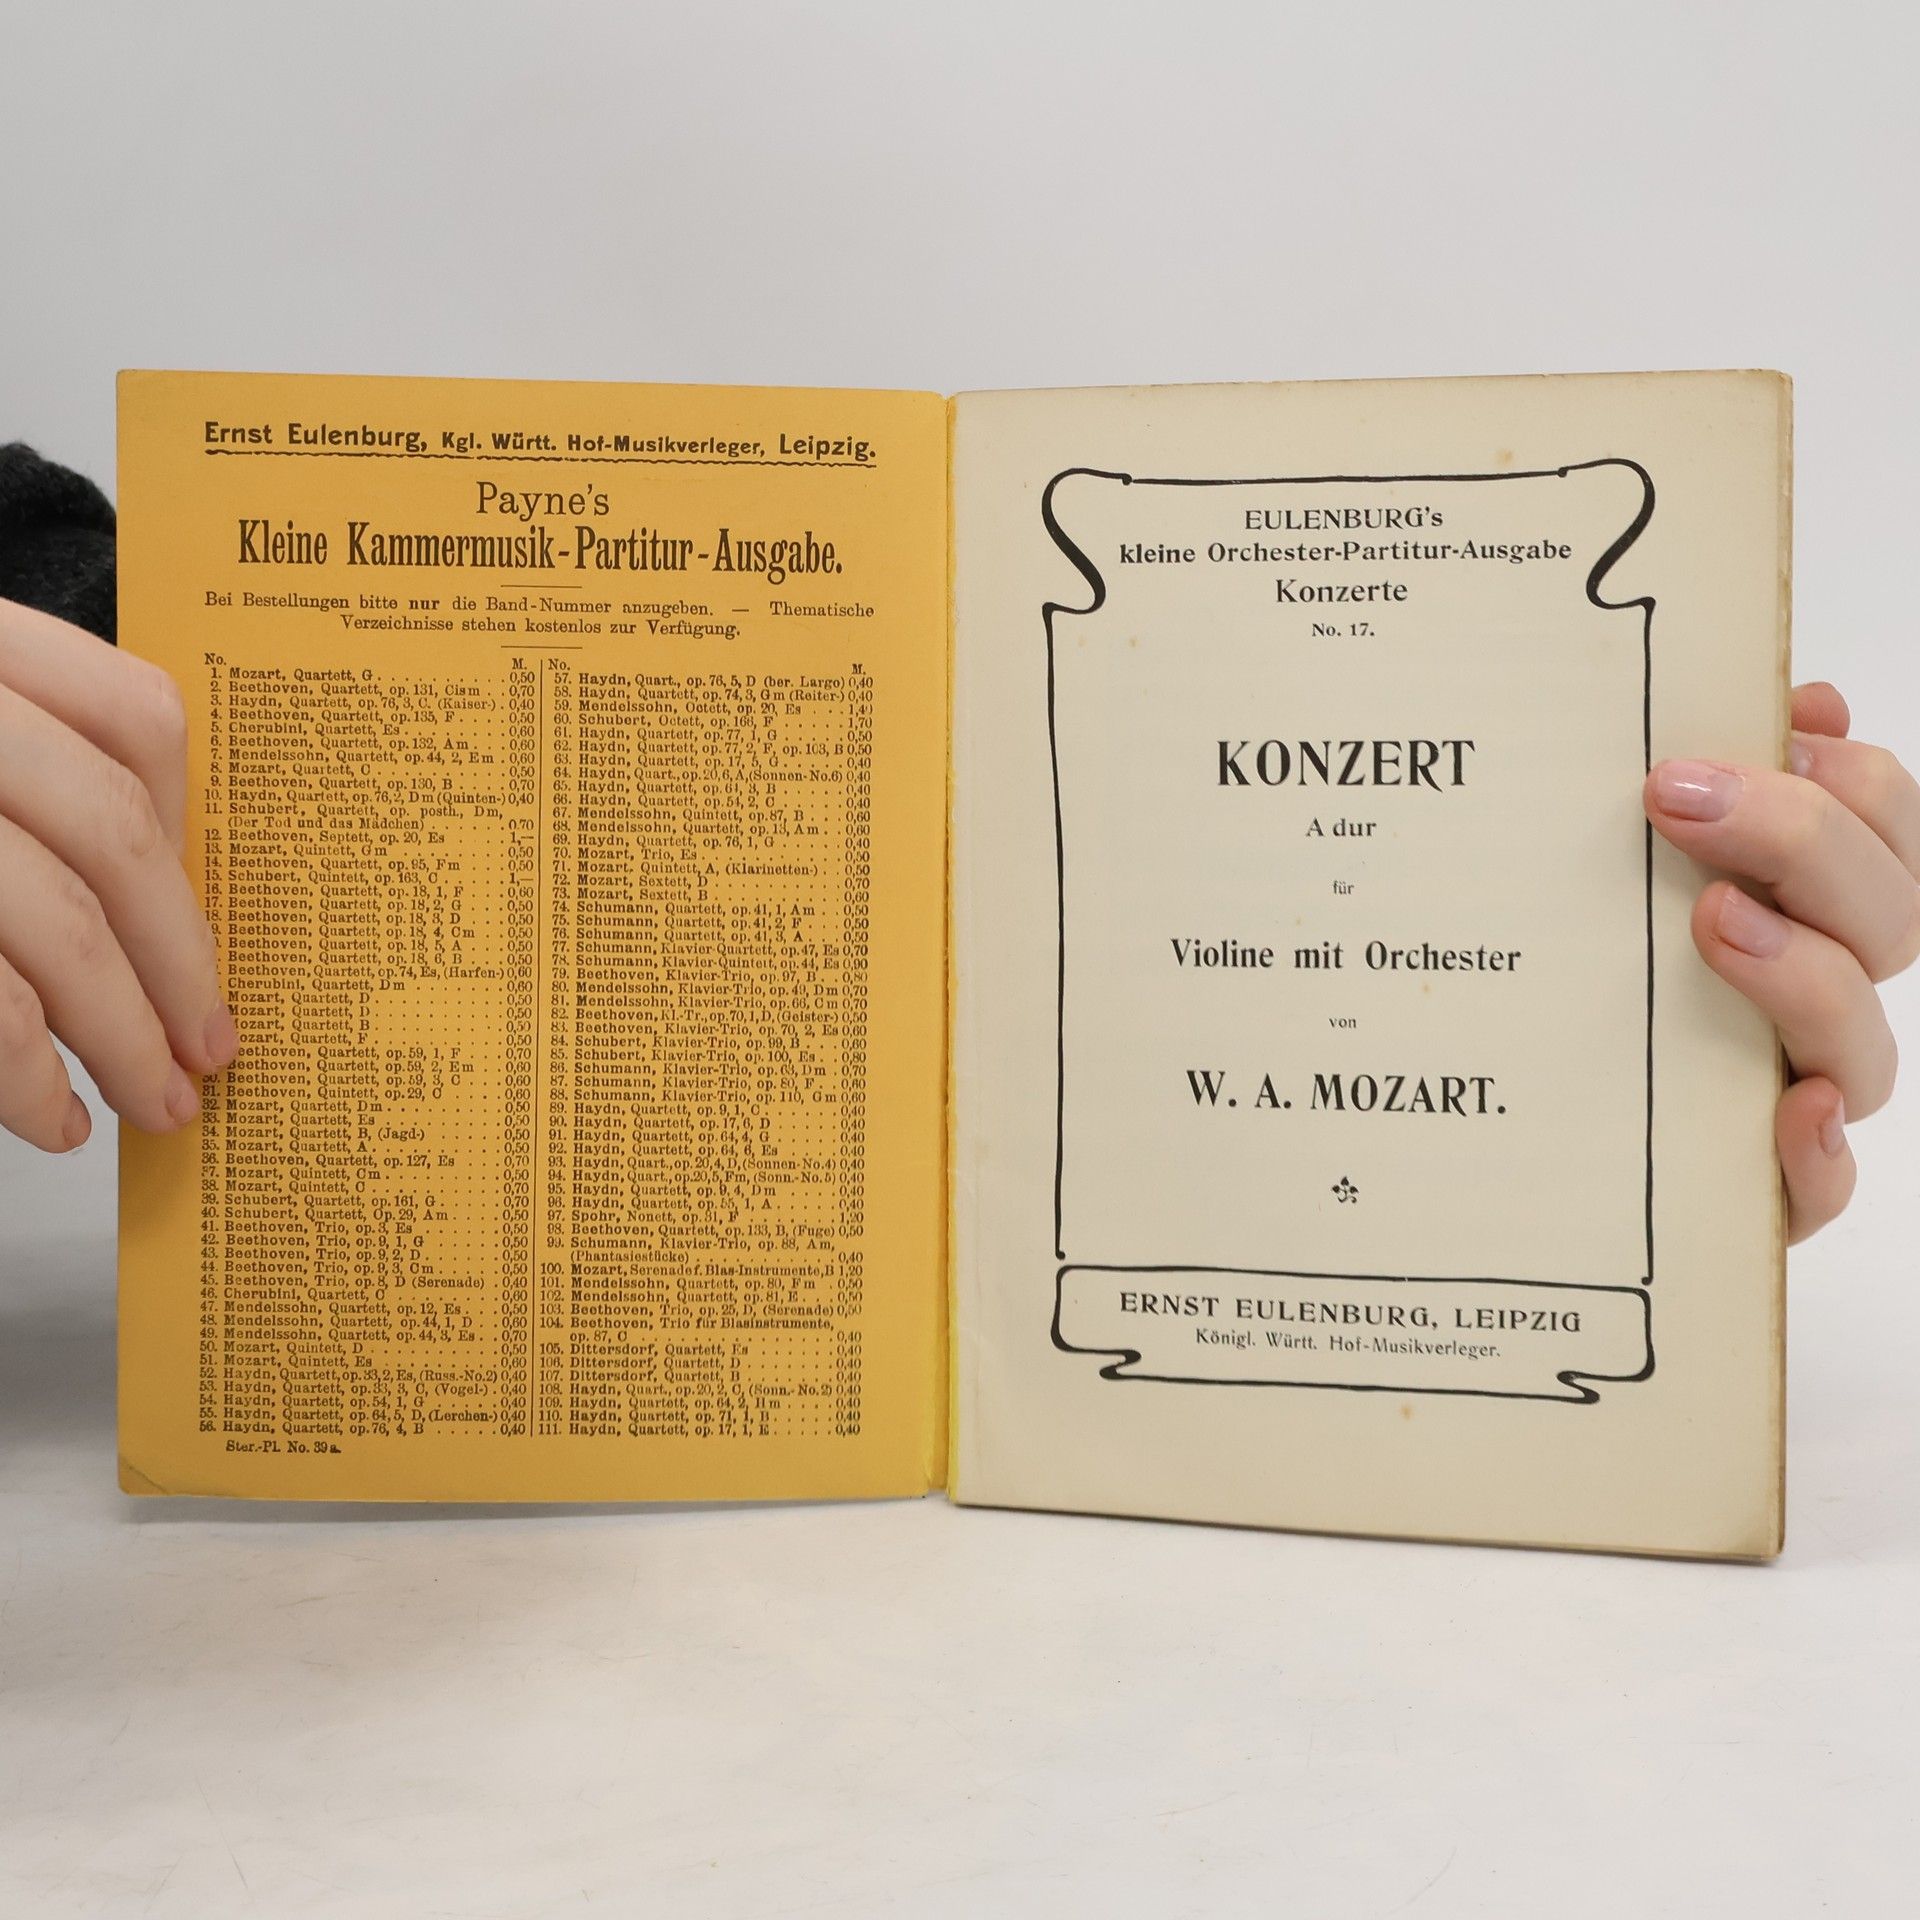 Ernst Eulenburg, Kgl. Württ. Hof-Musikverleger, Leipzig.
Payne's
Kleine Kammermusik-Partitur-Ausgabe.
Bei Bestellungen bitte nur die Band-Nummer anzugeben. — Thematische
Verzeichnisse stehen kostenlos zur Verfügung.
No. M.
1. Mozart, Quartett, G . . . . . . . . . . 0,50
2. Beethoven, Quartett, op. 131, Cism . . 0,70
3. Haydn, Quartett, op. 76, 3, C. (Kaiser-) . 0,40
4. Beethoven, Quartett, op. 135, F . . . . 0,50
5. Cherubini, Quartett, Es . . . . . . . . 0,60
6. Beethoven, Quartett, op. 132, Am . . . 0,60
7. Mendelssohn, Quartett, op. 44, 2, Em . 0,60
8. Mozart, Quartett, C . . . . . . . . . . 0,50
9. Beethoven, Quartett, op. 130, B . . . . 0,70
10. Haydn, Quartett, op. 76, 2, Dm (Quinten-) 0,40
11. Schubert, Quartett, op. posth., Dm,
(Der Tod und das Mädchen) . . . . . . 0.70
12. Beethoven, Septett, op. 20, Es . . . . 1,—
13. Mozart, Quintett, Gm . . . . . . . . . 0,50
14. Beethoven, Quartett, op. 95, Fm . . . . 0,50
15. Schubert, Quintett, op. 163, C . . . . . 1,—
16. Beethoven, Quartett, op. 18, 1, F . . . 0,60
17. Beethoven, Quartett, op. 18, 2, G . . . 0,50
18. Beethoven, Quartett, op. 18, 3, D . . . 0,50
9. Beethoven, Quartett, op. 18, 4, Cm . . 0,50
Beethoven, Quartett, op. 18, 5, A . . . 0,50
Beethoven, Quartett, op. 18, 6, B . . . 0,50
Beethoven, Quartett, op. 74, Es, (Harfen-) 0,60
Cherubini, Quartett, Dm . . . . . . . . 0,60
Mozart, Quartett, D . . . . . . . . . . 0,50
Mozart, Quartett, D . . . . . . . . . . 0,50
Mozart, Quartett, B . . . . . . . . . . 0,50
Mozart, Quartett, F . . . . . . . . . . 0,50
Beethoven, Quartett, op. 59, 1, F . . . 0,70
Beethoven, Quartett, op. 59, 2, Em . . . 0,60
30. Beethoven, Quartett, op. 59, 3, C . . . 0,60
31. Beethoven, Quintett, op. 29, C . . . . 0,60
32. Mozart, Quartett, Dm . . . . . . . . . 0,50
33. Mozart, Quartett, Es . . . . . . . . . 0,50
34. Mozart, Quartett, B, (Jagd-) . . . . . 0,50
35. Mozart, Quartett, A . . . . . . . . . . 0,50
36. Beethoven, Quartett, op. 127, Es . . . 0,70
37. Mozart, Quintett, Cm . . . . . . . . . 0,50
38. Mozart, Quintett, C . . . . . . . . . . 0,70
39. Schubert, Quartett, op. 161, G . . . . . 0,70
40. Schubert, Quartett, Op. 29, Am . . . . 0,50
41. Beethoven, Trio, op. 3, Es . . . . . . 0,50
42. Beethoven, Trio, op. 9, 1, G . . . . . 0,50
43. Beethoven, Trio, op. 9, 2, D . . . . . 0,50
44. Beethoven, Trio, op. 9, 3, Cm . . . . . 0,50
45. Beethoven, Trio, op. 8, D (Serenade) . 0,40
46. Cherubini, Quartett, C . . . . . . . . 0,60
47. Mendelssohn, Quartett, op. 12, Es . . . 0,50
48. Mendelssohn, Quartett, op. 44, 1, D . . 0,60
49. Mendelssohn, Quartett, op. 44, 3, Es . . 0,70
50. Mozart, Quintett, D . . . . . . . . . . 0,50
51. Mozart, Quintett, Es . . . . . . . . . 0,60
52. Haydn, Quartett, op. 33, 2, Es, (Russ.-No. 2) 0,40
53. Haydn, Quartett, op. 33, 3, C, (Vogel-) . 0,40
54. Haydn, Quartett, op. 54, 1, G . . . . . 0,40
55. Haydn, Quartett, op. 64, 5, D, (Lerchen-) 0,40
56. Haydn, Quartett, op. 76, 4, B . . . . . 0,40
Ster.-Pl. No. 39a.
No. M.
57. Haydn, Quart., op. 76, 5, D (ber. Largo) 0,40
58. Haydn, Quartett, op. 74, 3, Gm (Reiter-) 0,40
59. Mendelssohn, Octett, op. 20, Es . . . 1,40
60. Schubert, Octett, op. 166, F . . . . . 1,70
61. Haydn, Quartett, op. 77, 1, G . . . . . 0,50
62. Haydn, Quartett, op. 77, 2, F, op. 103, B 0,50
63. Haydn, Quartett, op. 17, 5, G . . . . . 0,40
64. Haydn, Quart., op. 20, 6, A, (Sonnen-No. 6) 0,40
65. Haydn, Quartett, op. 64, 3, B . . . . . 0,40
66. Haydn, Quartett, op. 54, 2, C . . . . . 0,40
67. Mendelssohn, Quintett, op. 87, B . . . 0,60
68. Mendelssohn, Quartett, op. 13, Am . . 0,60
69. Haydn, Quartett, op. 76, 1, G . . . . . 0,40
70. Mozart, Trio, Es . . . . . . . . . . . 0,50
71. Mozart, Quintett, A, (Klarinetten-) . . 0,50
72. Mozart, Sextett, D . . . . . . . . . . 0,70
73. Mozart, Sextett, B . . . . . . . . . . 0,60
74. Schumann, Quartett, op. 41, 1, Am . . 0,50
75. Schumann, Quartett, op. 41, 2, F . . . 0,50
76. Schumann, Quartett, op. 41, 3, A . . . 0,50
77. Schumann, Klavier-Quartett, op. 47, Es 0,70
78. Schumann, Klavier-Quintett, op. 44, Es 0,90
79. Beethoven, Klavier-Trio, op. 97, B . . 0,80
80. Mendelssohn, Klavier-Trio, op. 49, Dm 0,70
81. Mendelssohn, Klavier-Trio, op. 66, Cm 0,70
82. Beethoven, Kl.-Tr., op. 70, 1, D, (Geister-) 0,50
83. Beethoven, Klavier-Trio, op. 70, 2, Es 0,60
84. Schubert, Klavier-Trio, op. 99, B . . . 0,60
85. Schubert, Klavier-Trio, op. 100, Es . . 0,80
86. Schumann, Klavier-Trio, op. 63, Dm . 0,70
87. Schumann, Klavier-Trio, op. 80, F . . 0,60
88. Schumann, Klavier-Trio, op. 110, Gm 0,60
89. Haydn, Quartett, op. 9, 1, C . . . . . . 0,40
90. Haydn, Quartett, op. 17, 6, D . . . . . 0,40
91. Haydn, Quartett, op. 64, 4, G . . . . . 0,40
92. Haydn, Quartett, op. 64, 6, Es . . . . . 0,40
93. Haydn, Quart., op. 20, 4, D, (Sonnen-No. 4) 0,40
94. Haydn, Quart., op. 20, 5, Fm, (Sonn.-No. 5) 0,40
95. Haydn, Quartett, op. 9, 4, Dm . . . . . 0,40
96. Haydn, Quartett, op. 55, 1, A . . . . . 0,40
97. Spohr, Nonett, op. 31, F . . . . . . . 1,20
98. Beethoven, Quartett, op. 133, B, (Fuge) 0,50
99. Schumann, Klavier-Trio, op. 88, Am,
(Phantasiestücke) . . . . . . . . . . 0,40
100. Mozart, Serenade f. Blas-Instrumente, B 1,20
101. Mendelssohn, Quartett, op. 80, Fm . . 0,50
102. Mendelssohn, Quartett, op. 81, E . . . 0,50
103. Beethoven, Trio, op. 25, D, (Serenade) 0,50
104. Beethoven, Trio für Blasinstrumente,
op. 87, C . . . . . . . . . . . . . . 0,40
105. Dittersdorf, Quartett, Es . . . . . . . 0,40
106. Dittersdorf, Quartett, D . . . . . . . 0,40
107. Dittersdorf, Quartett, B . . . . . . . 0,40
108. Haydn, Quart., op. 20, 2, C, (Sonn.-No. 2) 0,40
109. Haydn, Quartett, op. 64, 2, Hm . . . . 0,40
110. Haydn, Quartett, op. 71, 1, B . . . . . 0,40
111. Haydn, Quartett, op. 17, 1, E . . . . . 0,40
EULENBURG's
kleine Orchester-Partitur-Ausgabe
Konzerte
No. 17.
KONZERT
A dur
für
Violine mit Orchester
von
W. A. MOZART.
ERNST EULENBURG, LEIPZIG
Königl. Württ. Hof-Musikverleger.